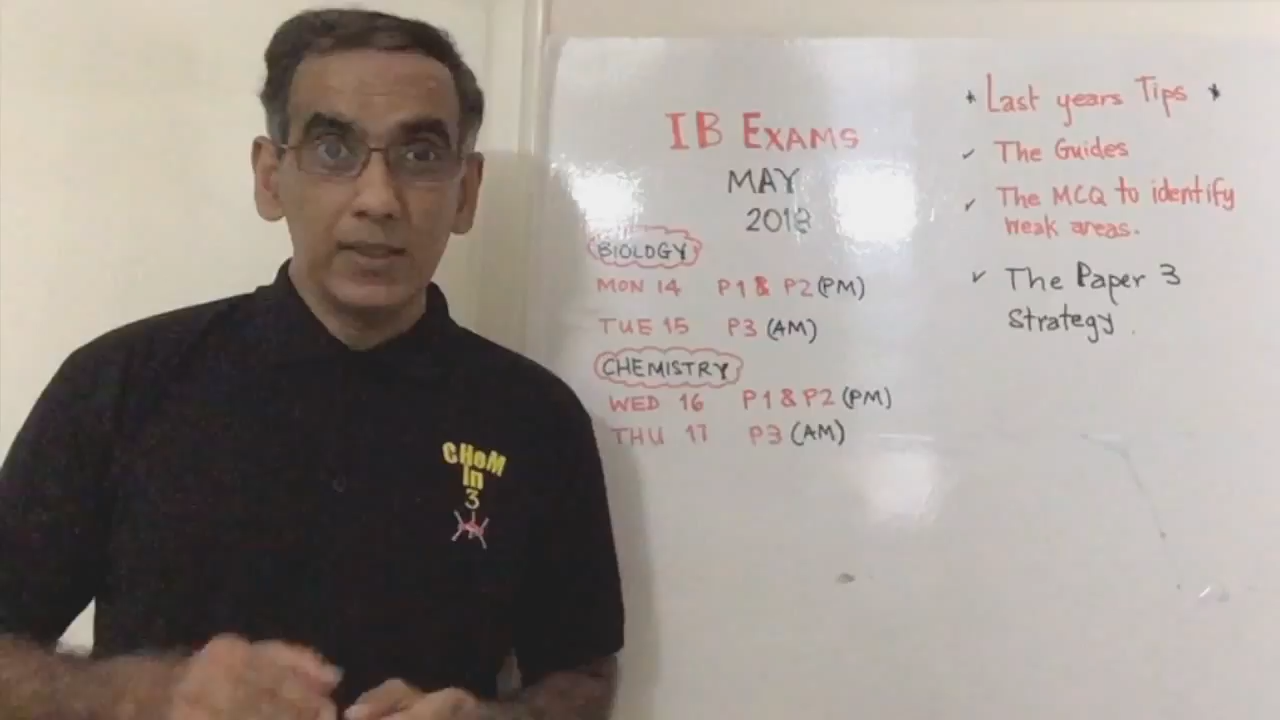 IB EXAMS
MAY
2018
BIOLOGY
MON 14 P1 & P2 (PM)
TUE 15 P3 (AM)
CHEMISTRY
WED 16 P1 & P2 (PM)
THU 17 P3 (AM)
* Last years Tips *
✓ The Guides
✓ The MCQ to identify
weak areas.
✓ The Paper 3
Strategy.
CHeM
In
3